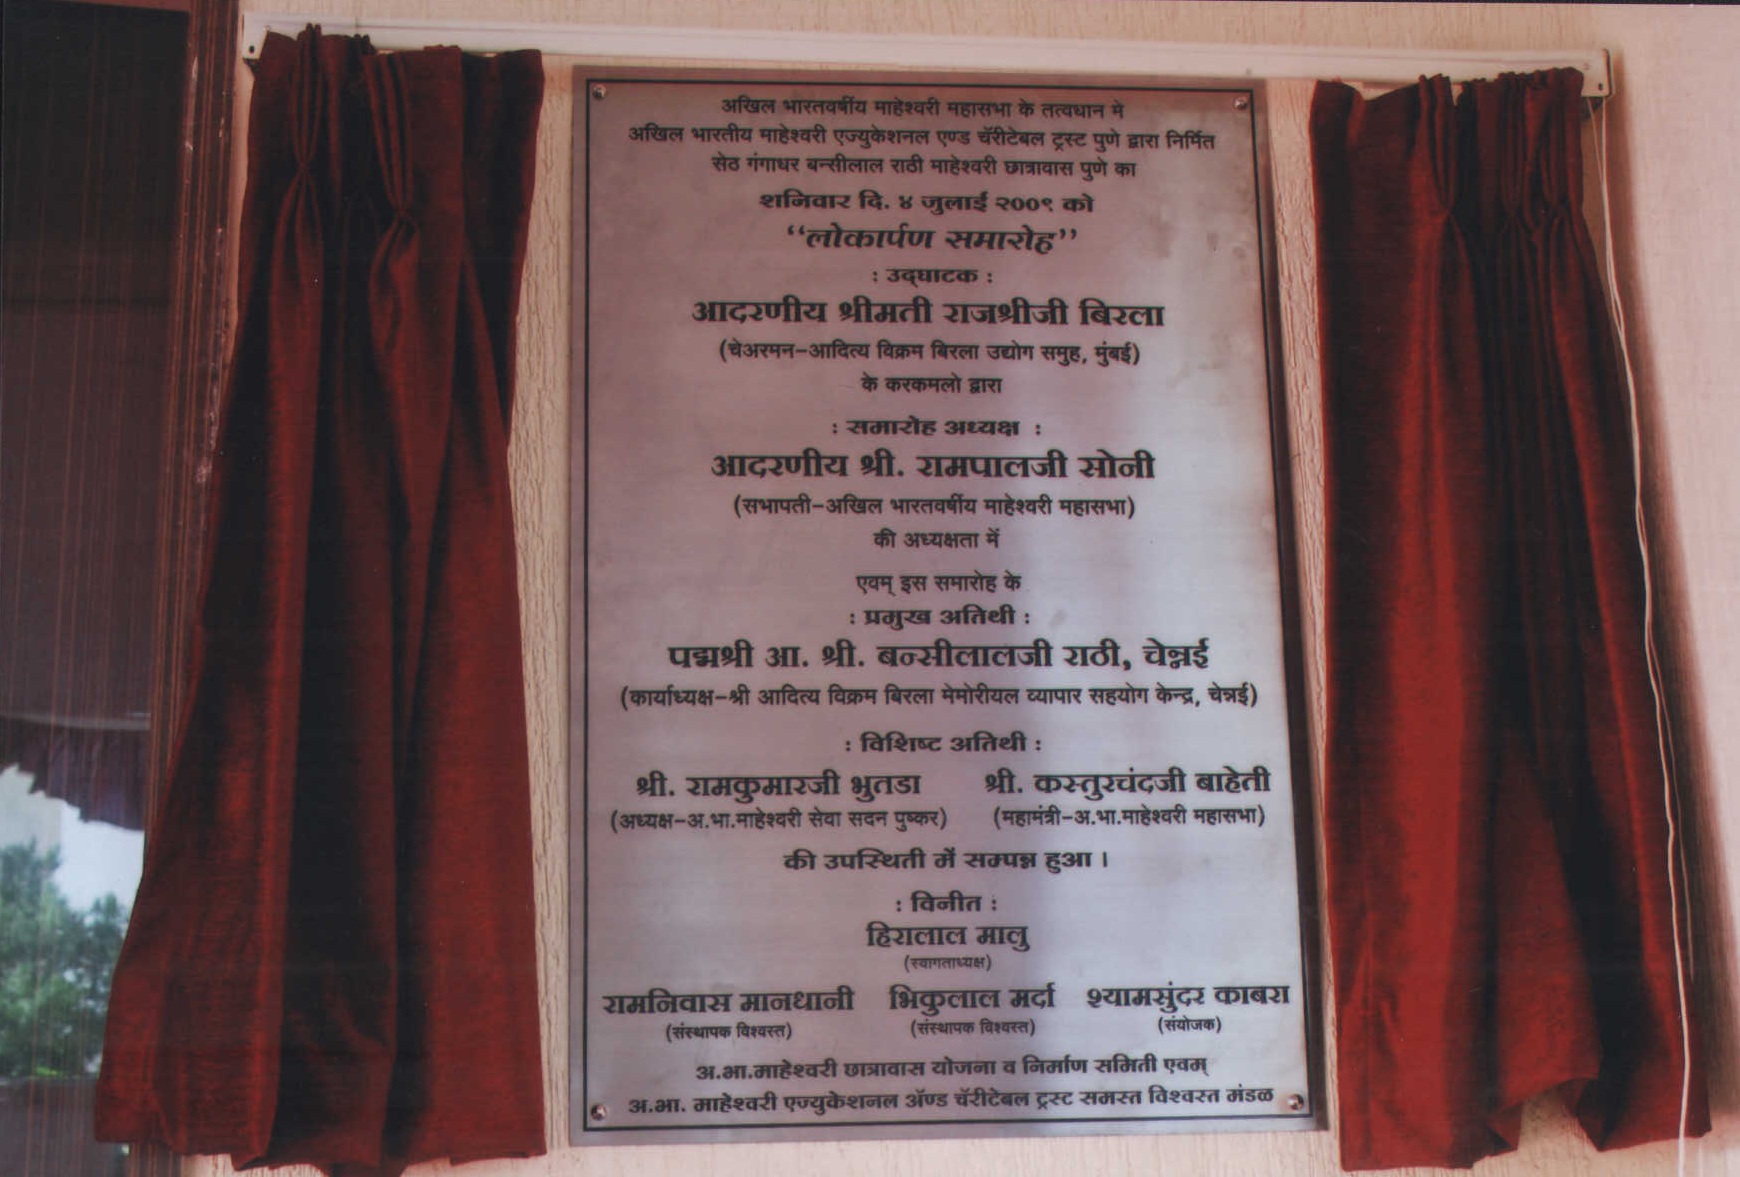 अखिल भारतवर्षीय माहेश्वरी महासभा के तत्वधान मे
अखिल भारतीय माहेश्वरी एज्युकेशनल एण्ड चॅरीटेबल ट्रस्ट पुणे द्वारा निर्मित
सेठ गंगाधर बन्सीलाल राठी माहेश्वरी छात्रावास पुणे का
शनिवार दि. ४ जुलाई २००९ को
“लोकार्पण समारोह”
: उद्‌घाटक :
आदरणीय श्रीमती राजश्रीजी बिरला
(चेअरमन-आदित्य विक्रम बिरला उद्योग समुह, मुंबई)
के करकमलो द्वारा
: समारोह अध्यक्ष :
आदरणीय श्री. रामपालजी सोनी
(सभापती-अखिल भारतवर्षीय माहेश्वरी महासभा)
की अध्यक्षता में
एवम् इस समारोह के
: प्रमुख अतिथी :
पद्मश्री आ. श्री. बन्सीलालजी राठी, चेन्नई
(कार्याध्यक्ष-श्री आदित्य विक्रम बिरला मेमोरीयल व्यापार सहयोग केन्द्र, चेन्नई)
: विशिष्ट अतिथी :
श्री. रामकुमारजी भुतडा श्री. कस्तुरचंदजी बाहेती
(अध्यक्ष-अ.भा.माहेश्वरी सेवा सदन पुष्कर) (महामंत्री-अ.भा.माहेश्वरी महासभा)
की उपस्थिती में सम्पन्न हुआ ।
: विनीत :
हिरालाल मालु
(स्वागताध्यक्ष)
रामनिवास मानधानी भिकुलाल मर्दा श्यामसुंदर काबरा
(संस्थापक विश्वस्त) (संस्थापक विश्वस्त) (संयोजक)
अ.भा.माहेश्वरी छात्रावास योजना व निर्माण समिती एवम्
अ.भा. माहेश्वरी एज्युकेशनल ॲण्ड चॅरीटेबल ट्रस्ट समस्त विश्वस्त मंडळ